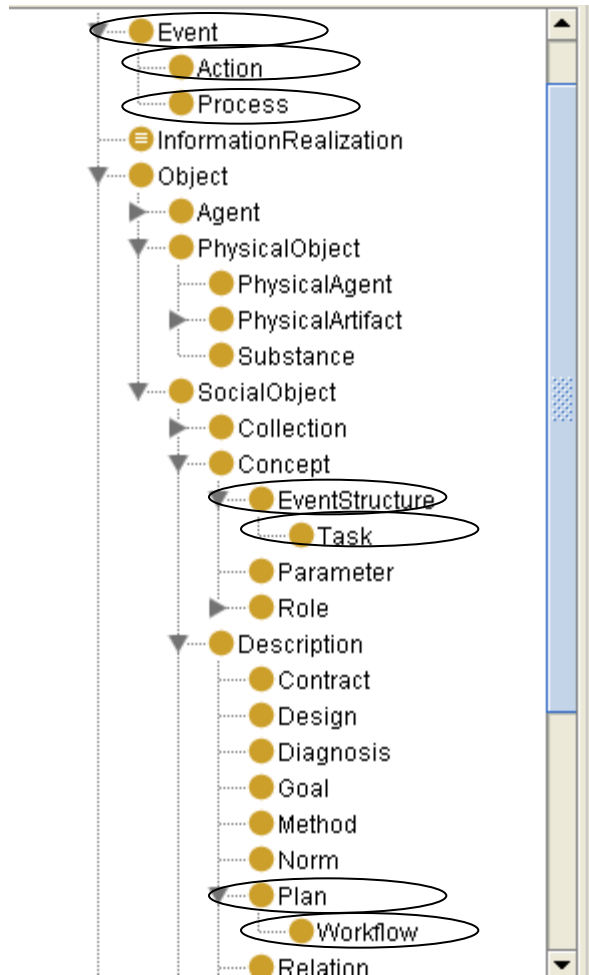 Event
Action
Process
InformationRealization
Object
Agent
PhysicalObject
PhysicalAgent
PhysicalArtifact
Substance
SocialObject
Collection
Concept
EventStructure
Task
Parameter
Role
Description
Contract
Design
Diagnosis
Goal
Method
Norm
Plan
Workflow
Relation